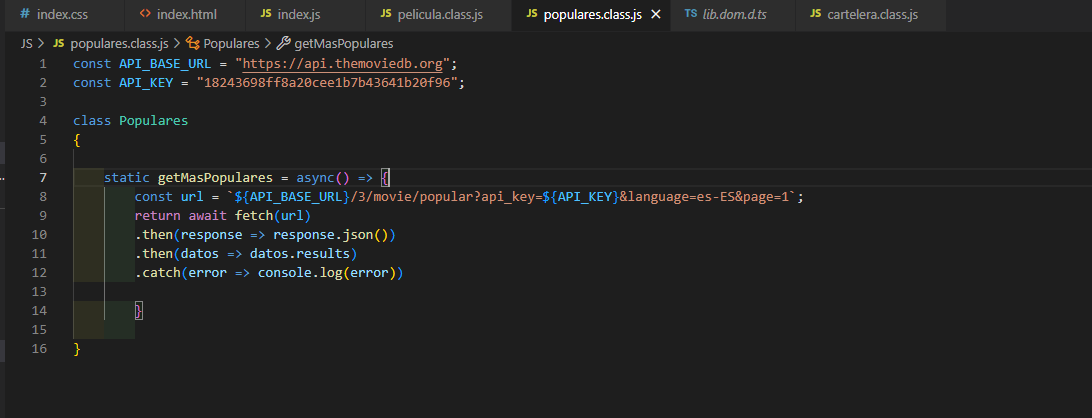 # index.css <> index.html JS index.js JS pelicula.class.js JS populares.class.js × TS lib.dom.d.ts JS cartelera.class.js
JS > JS populares.class.js > Populares > getMasPopulares
1 const API_BASE_URL = "https://api.themoviedb.org";
2 const API_KEY = "18243698ff8a20cee1b7b43641b20f96";
3
4 class Populares
5 {
6
7 static getMasPopulares = async() => {
8 const url = `${API_BASE_URL}/3/movie/popular?api_key=${API_KEY}&language=es-ES&page=1`;
9 return await fetch(url)
10 .then(response => response.json())
11 .then(datos => datos.results)
12 .catch(error => console.log(error))
13
14 }
15
16 }